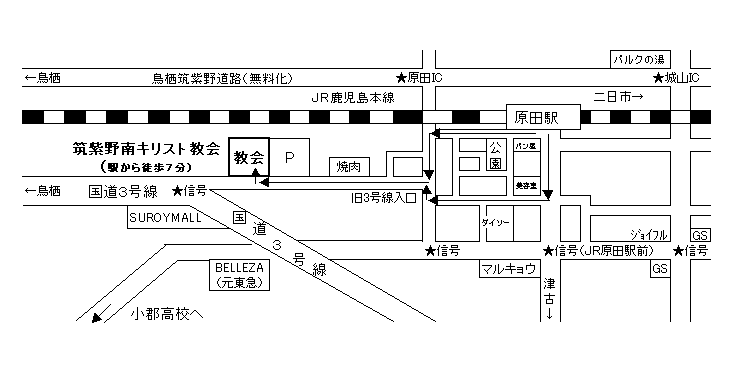 パルクの湯
←鳥栖
鳥栖筑紫野道路(無料化)
★原田IC
★城山IC
JR鹿児島本線
二日市→
原田駅
筑紫野南キリスト教会
(駅から徒歩7分)
教会
P
焼肉
公園
パン屋
美容室
←鳥栖
国道3号線
★信号
旧3号線入口
SUROYMALL
国道3号線
ダイソー
ジョイフル
GS
★信号
★信号(JR原田駅前)
★信号
BELLEZA
(元東急)
マルキョウ
GS
津古↓
小郡高校へ